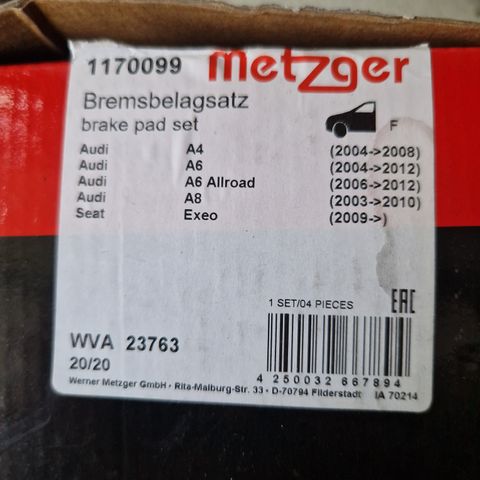 1170099 metzger
Bremsbelagsatz
brake pad set
F
Audi A4 (2004->2008)
Audi A6 (2004->2012)
Audi A6 Allroad (2006->2012)
Audi A8 (2003->2010)
Seat Exeo (2009->)
1 SET/04 PIECES
EAC
WVA 23763
20/20
4 250032 667894
Werner Metzger GmbH · Rita-Maiburg-Str. 33 · D-70794 Filderstadt IA 70214